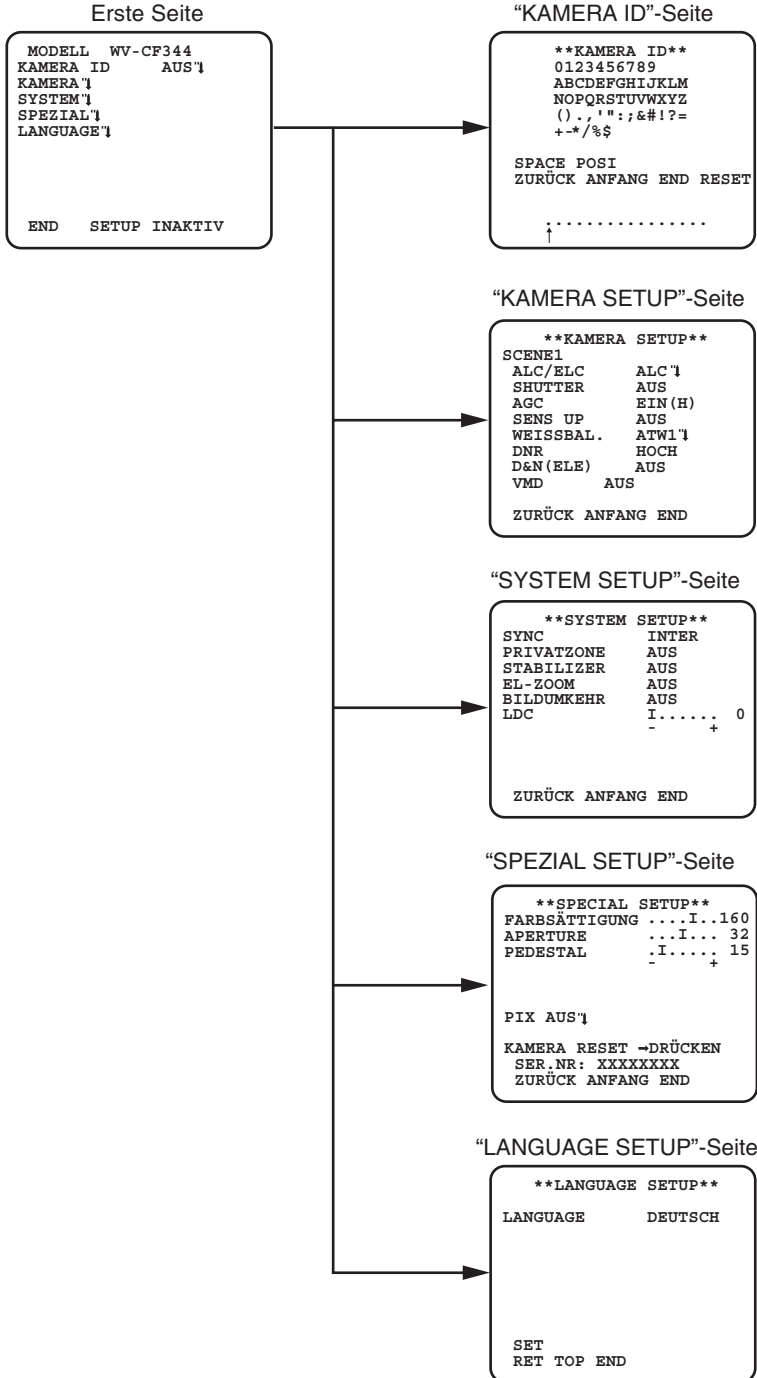 Erste Seite
MODELL WV-CF344
KAMERA ID AUS
KAMERA
SYSTEM
SPEZIAL
LANGUAGE
END SETUP INAKTIV
“KAMERA ID”-Seite
**KAMERA ID**
0123456789
ABCDEFGHIJKLM
NOPQRSTUVWXYZ
().,'":;&#!?=
+-*/%$
SPACE POSI
ZURÜCK ANFANG END RESET
................
↑
“KAMERA SETUP”-Seite
**KAMERA SETUP**
SCENE1
ALC/ELC ALC
SHUTTER AUS
AGC EIN(H)
SENS UP AUS
WEISSBAL. ATW1
DNR HOCH
D&N(ELE) AUS
VMD AUS
ZURÜCK ANFANG END
“SYSTEM SETUP”-Seite
**SYSTEM SETUP**
SYNC INTER
PRIVATZONE AUS
STABILIZER AUS
EL-ZOOM AUS
BILDUMKEHR AUS
LDC I...... 0
- +
ZURÜCK ANFANG END
“SPEZIAL SETUP”-Seite
**SPECIAL SETUP**
FARBSÄTTIGUNG ....I..160
APERTURE ...I... 32
PEDESTAL .I..... 15
- +
PIX AUS
KAMERA RESET →DRÜCKEN
SER.NR: XXXXXXXX
ZURÜCK ANFANG END
“LANGUAGE SETUP”-Seite
**LANGUAGE SETUP**
LANGUAGE DEUTSCH
SET
RET TOP END